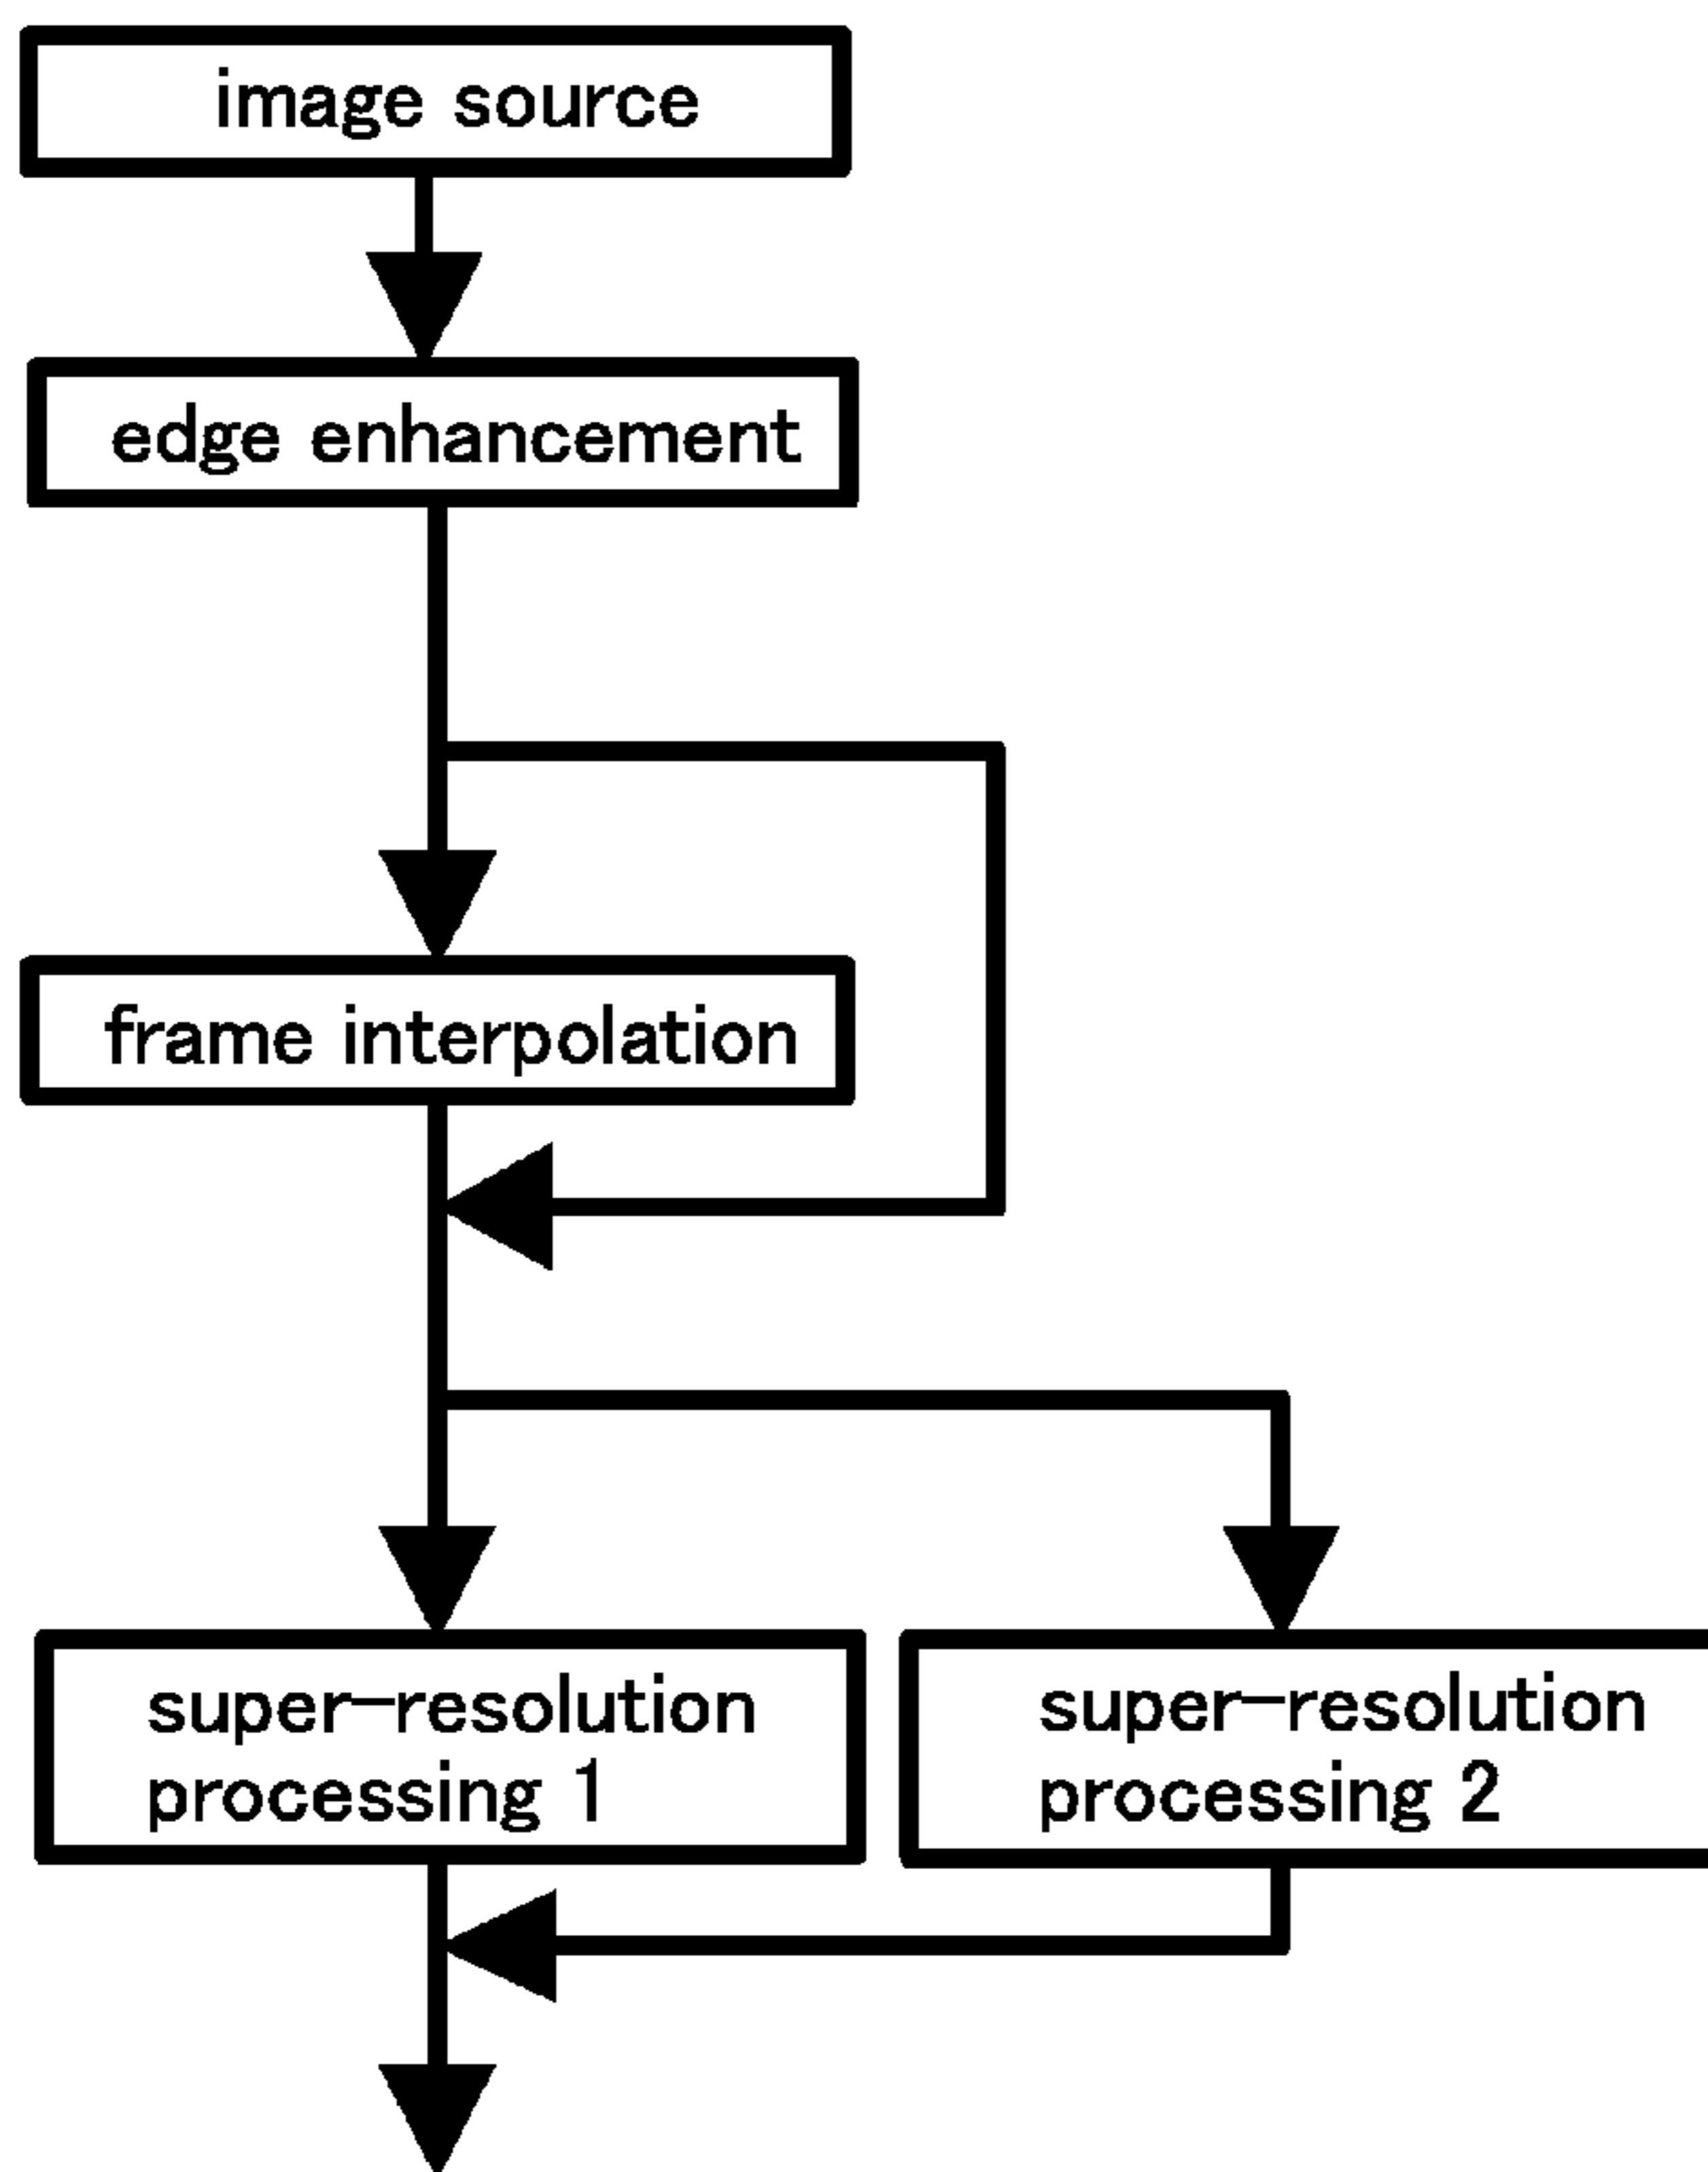 image source
edge enhancement
frame interpolation
super-resolution
processing 1
super-resolution
processing 2